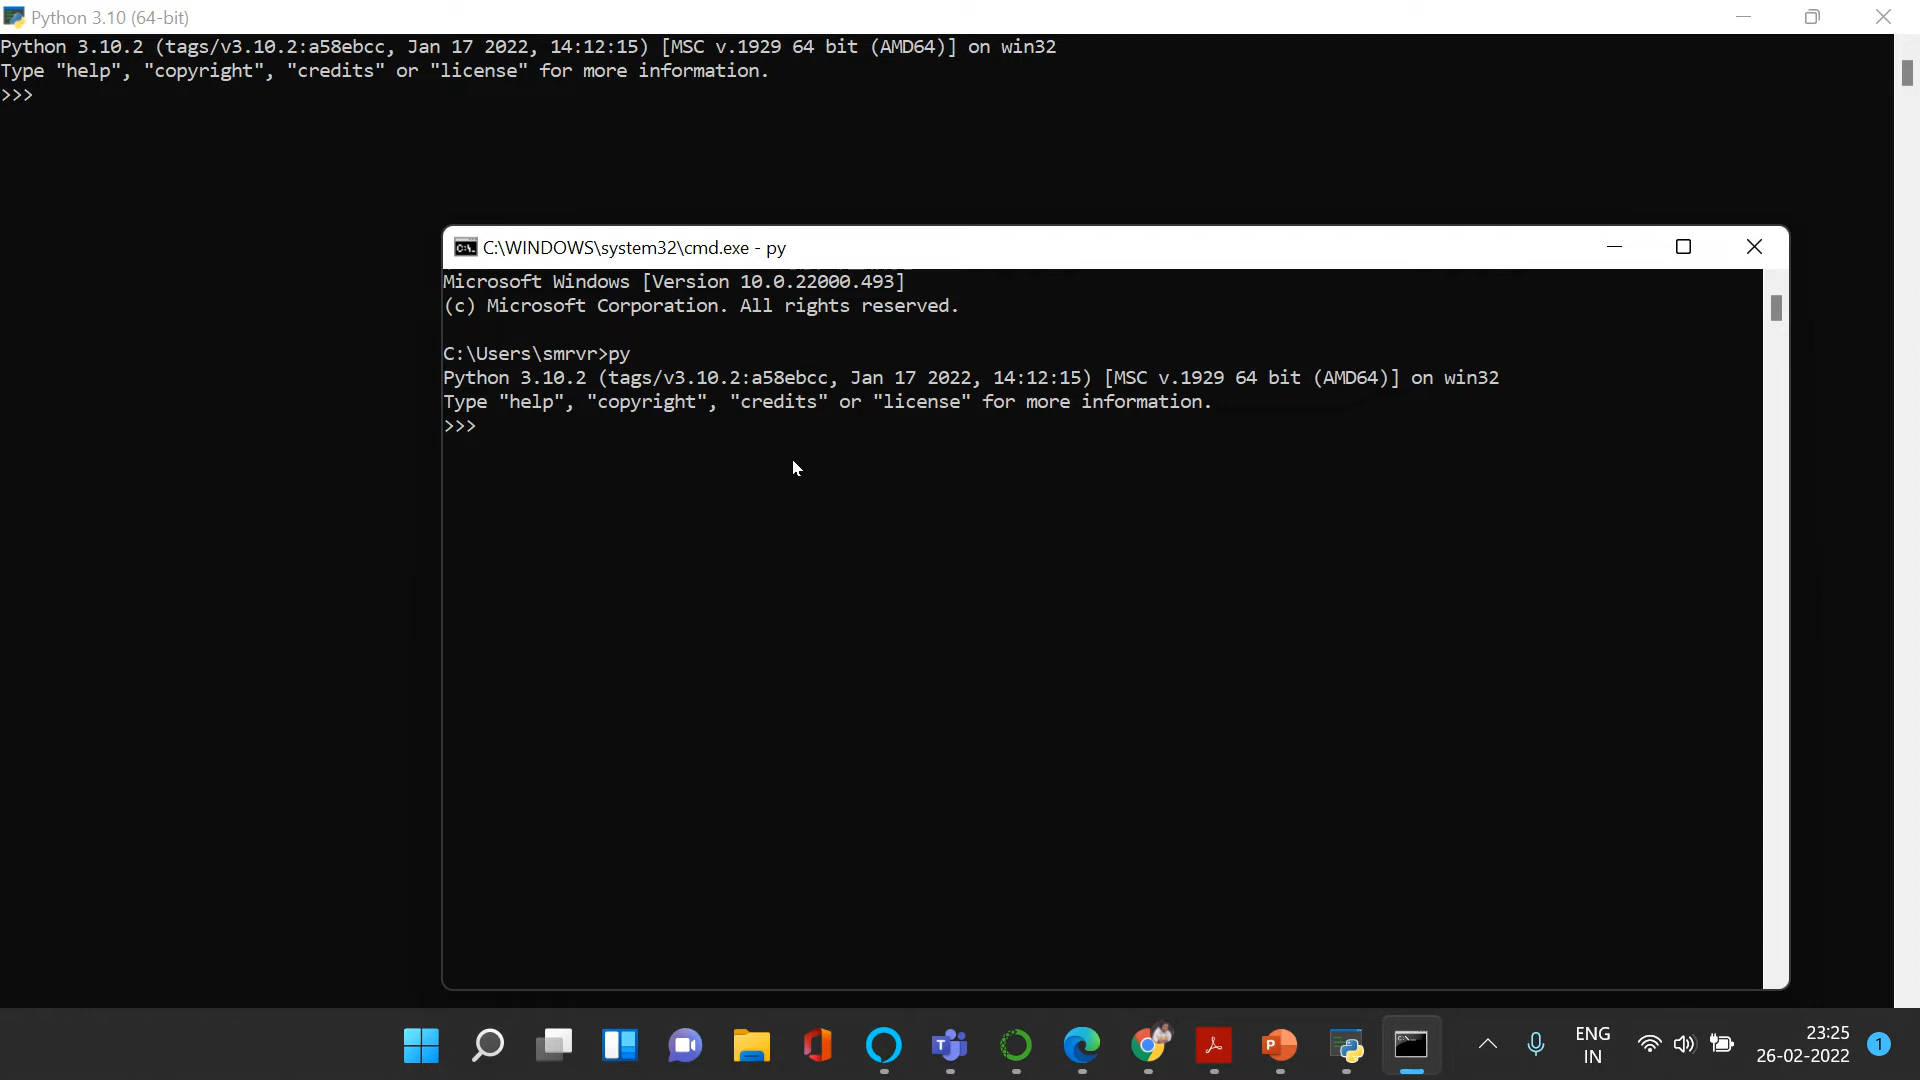 Python 3.10 (64-bit)
Python 3.10.2 (tags/v3.10.2:a58ebcc, Jan 17 2022, 14:12:15) [MSC v.1929 64 bit (AMD64)] on win32
Type "help", "copyright", "credits" or "license" for more information.
>>>
C:\WINDOWS\system32\cmd.exe - py
Microsoft Windows [Version 10.0.22000.493]
(c) Microsoft Corporation. All rights reserved.
C:\Users\smrvr>py
Python 3.10.2 (tags/v3.10.2:a58ebcc, Jan 17 2022, 14:12:15) [MSC v.1929 64 bit (AMD64)] on win32
Type "help", "copyright", "credits" or "license" for more information.
>>>
ENG
IN
23:25
26-02-2022
1